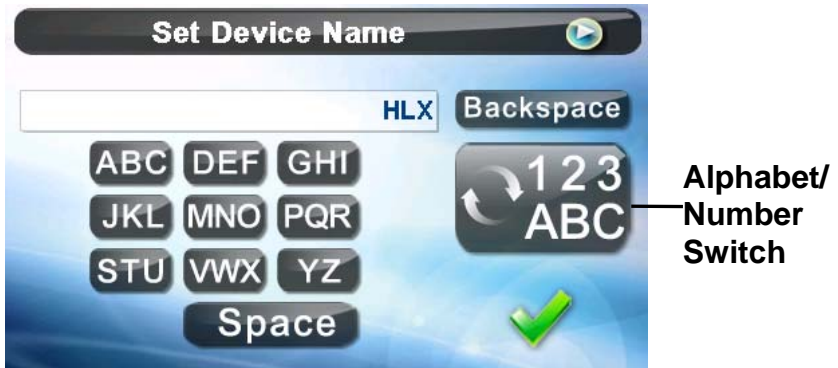 Set Device Name
HLX
Backspace
ABC DEF GHI
JKL MNO PQR
STU VWX YZ
Space
123
ABC
Alphabet/
Number
Switch